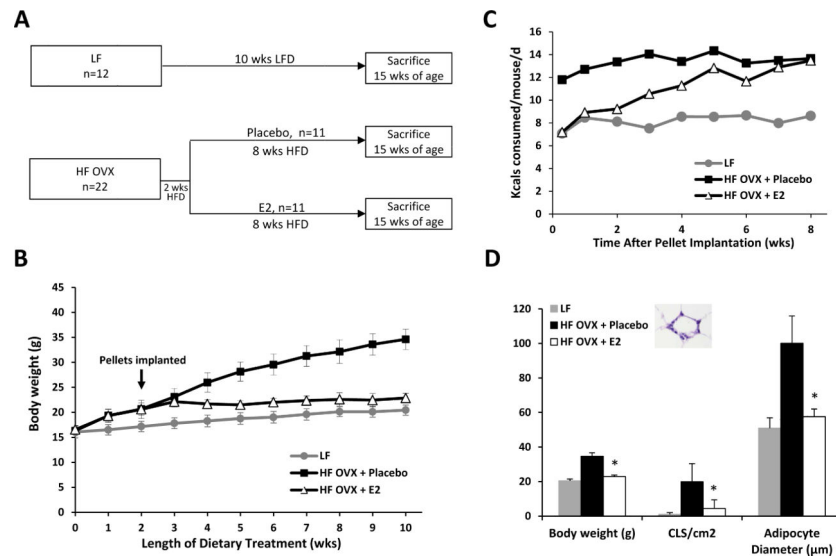 A
LF
n=12
10 wks LFD
Sacrifice
15 wks of age
HF OVX
n=22
2 wks
HFD
Placebo, n=11
8 wks HFD
Sacrifice
15 wks of age
E2, n=11
8 wks HFD
Sacrifice
15 wks of age
B
Body weight (g)
45
40
35
30
25
20
15
10
Pellets implanted
LF
HF OVX + Placebo
HF OVX + E2
0 1 2 3 4 5 6 7 8 9 10
Length of Dietary Treatment (wks)
C
Kcals consumed/mouse/d
16
14
12
10
8
6
4
2
0
LF
HF OVX + Placebo
HF OVX + E2
0 2 4 6 8
Time After Pellet Implantation (wks)
D
120
100
80
60
40
20
0
LF
HF OVX + Placebo
HF OVX + E2
*
*
*
Body weight (g)
CLS/cm2
Adipocyte
Diameter (μm)